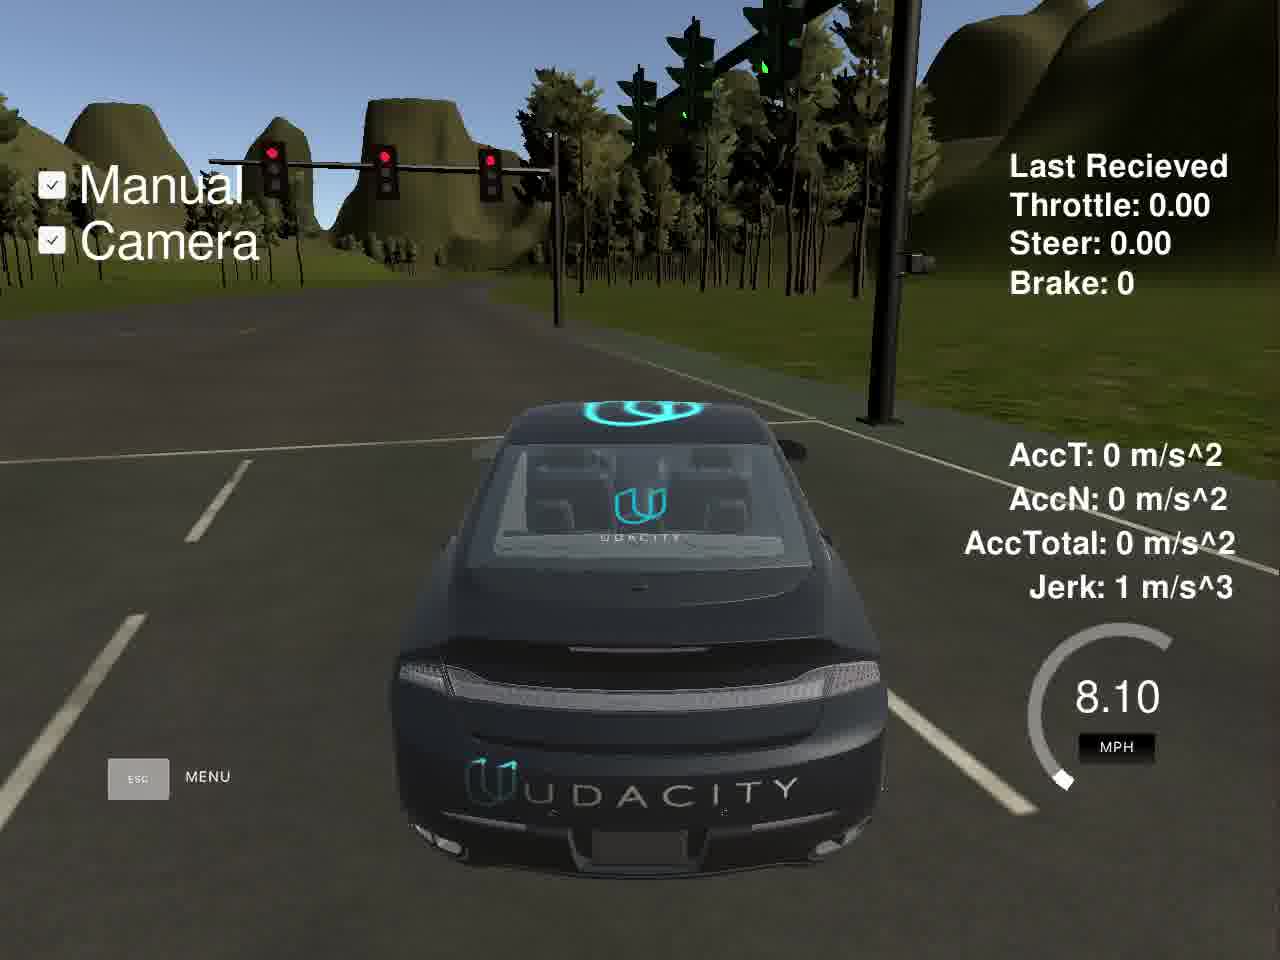 Manual
Camera
Last Recieved
Throttle: 0.00
Steer: 0.00
Brake: 0
AccT: 0 m/s^2
AccN: 0 m/s^2
AccTotal: 0 m/s^2
Jerk: 1 m/s^3
UDACITY
8.10
MPH
ESC MENU
UDACITY